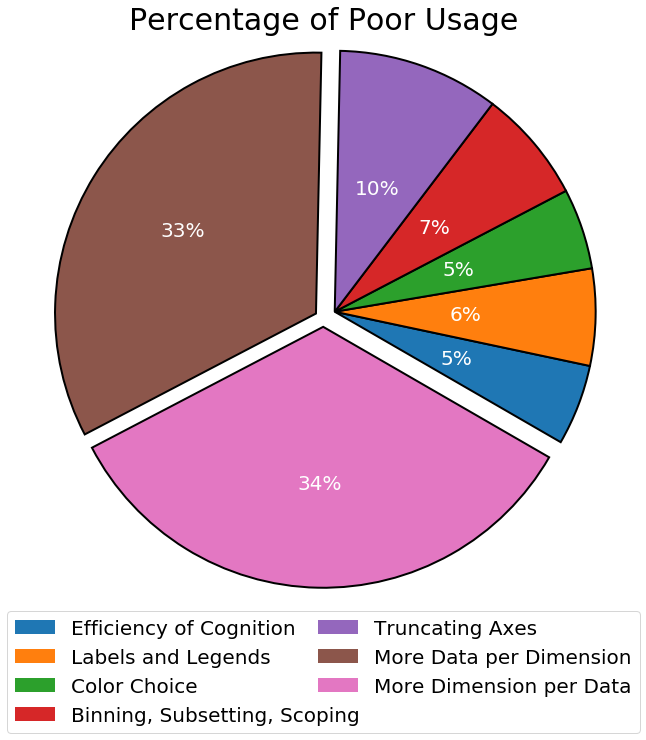 Percentage of Poor Usage
10%
33%
7%
5%
6%
5%
34%
Efficiency of Cognition
Labels and Legends
Color Choice
Binning, Subsetting, Scoping
Truncating Axes
More Data per Dimension
More Dimension per Data